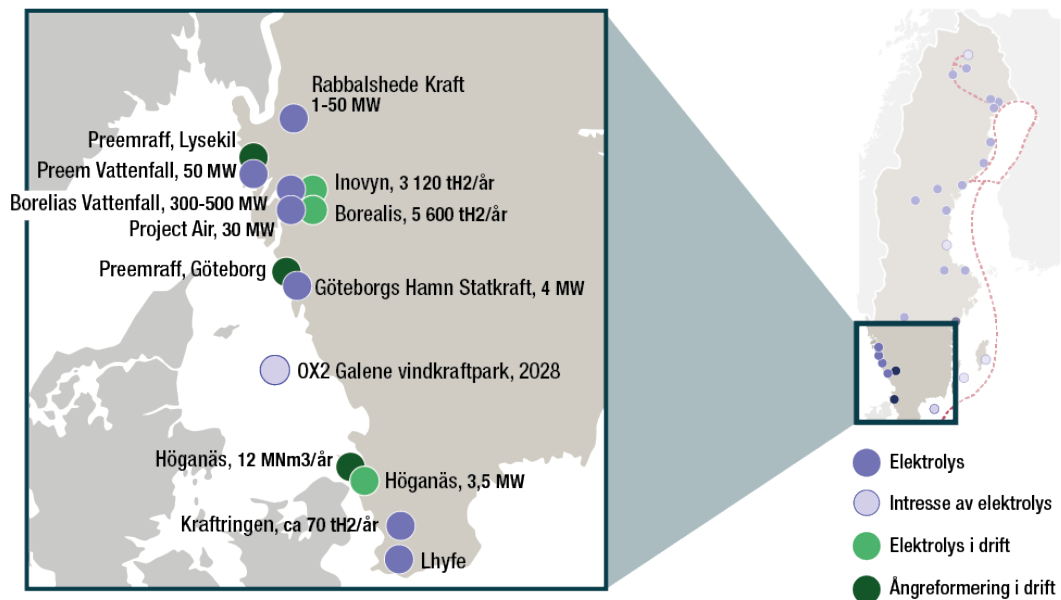 Rabbalshede Kraft
1-50 MW
Preemraff, Lysekil
Preem Vattenfall, 50 MW
Inovyn, 3 120 tH2/år
Borelias Vattenfall, 300-500 MW
Borealis, 5 600 tH2/år
Project Air, 30 MW
Preemraff, Göteborg
Göteborgs Hamn Statkraft, 4 MW
OX2 Galene vindkraftpark, 2028
Höganäs, 12 MNm3/år
Höganäs, 3,5 MW
Kraftringen, ca 70 tH2/år
Lhyfe
Elektrolys
Intresse av elektrolys
Elektrolys i drift
Ångreformering i drift